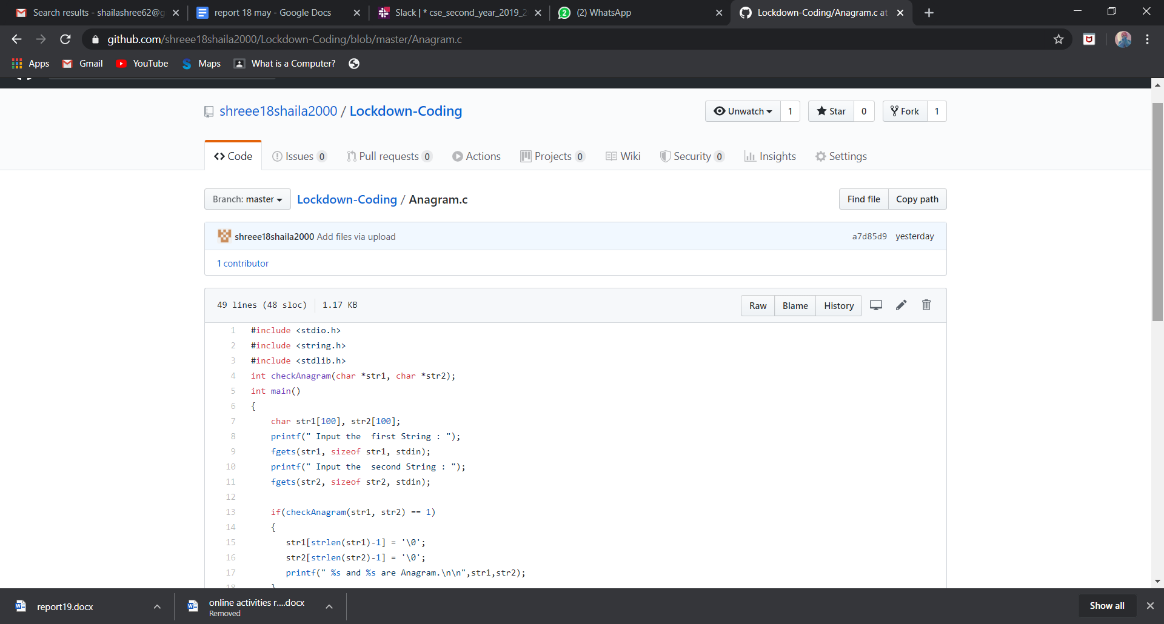 Search results - shailashree62@g
report 18 may - Google Docs
Slack | * cse_second_year_2019_2
(2) WhatsApp
Lockdown-Coding/Anagram.c at
github.com/shreee18shaila2000/Lockdown-Coding/blob/master/Anagram.c
Apps Gmail YouTube Maps What is a Computer?
shreee18shaila2000 / Lockdown-Coding
Unwatch 1 Star 0 Fork 1
Code Issues 0 Pull requests 0 Actions Projects 0 Wiki Security 0 Insights Settings
Branch: master Lockdown-Coding / Anagram.c Find file Copy path
shreee18shaila2000 Add files via upload a7d85d9 yesterday
1 contributor
49 lines (48 sloc) 1.17 KB Raw Blame History
1 #include <stdio.h>
2 #include <string.h>
3 #include <stdlib.h>
4 int checkAnagram(char *str1, char *str2);
5 int main()
6 {
7 char str1[100], str2[100];
8 printf(" Input the  first String : ");
9 fgets(str1, sizeof str1, stdin);
10 printf(" Input the  second String : ");
11 fgets(str2, sizeof str2, stdin);
12
13 if(checkAnagram(str1, str2) == 1)
14 {
15 str1[strlen(str1)-1] = '\0';
16 str2[strlen(str2)-1] = '\0';
17 printf(" %s and %s are Anagram.\n\n",str1,str2);
report19.docx
online activities r....docx
Removed
Show all